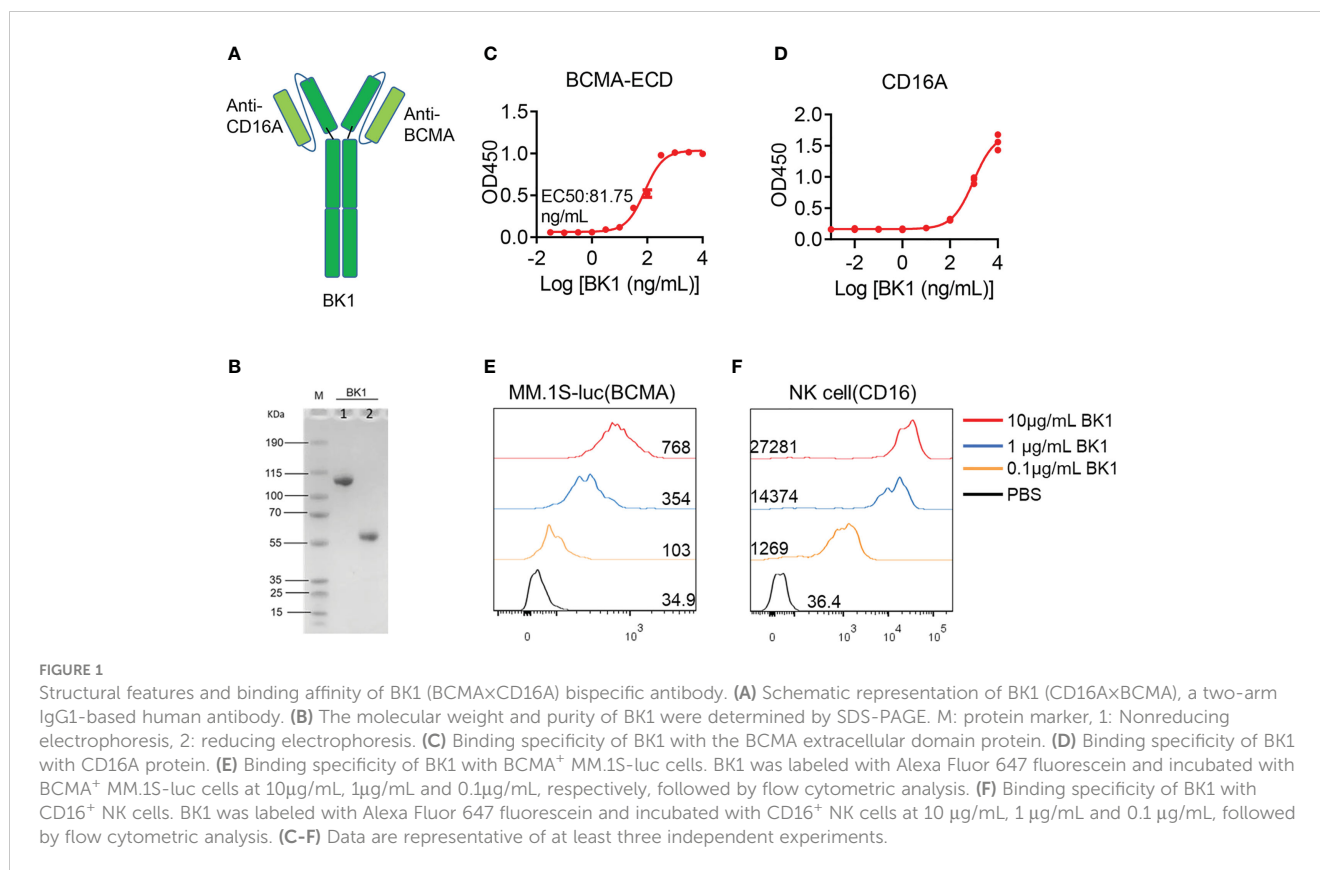 A
Anti-
CD16A
Anti-
BCMA
BK1
C
BCMA-ECD
OD450
1.5
1.0
0.5
0.0
EC50:81.75
ng/mL
-2
0
2
4
Log [BK1 (ng/mL)]
D
CD16A
OD450
2.0
1.5
1.0
0.5
0.0
-2
0
2
4
Log [BK1 (ng/mL)]
B
BK1
M
1
2
KDa
190
115
100
70
55
35
25
15
E
MM.1S-luc(BCMA)
768
354
103
34.9
0
10³
F
NK cell(CD16)
27281
14374
1269
36.4
0
10³
10⁴
10⁵
10μg/mL BK1
1 μg/mL BK1
0.1μg/mL BK1
PBS
FIGURE 1
Structural features and binding affinity of BK1 (BCMA×CD16A) bispecific antibody. (A) Schematic representation of BK1 (CD16A×BCMA), a two-arm
IgG1-based human antibody. (B) The molecular weight and purity of BK1 were determined by SDS-PAGE. M: protein marker, 1: Nonreducing
electrophoresis, 2: reducing electrophoresis. (C) Binding specificity of BK1 with the BCMA extracellular domain protein. (D) Binding specificity of BK1
with CD16A protein. (E) Binding specificity of BK1 with BCMA⁺ MM.1S-luc cells. BK1 was labeled with Alexa Fluor 647 fluorescein and incubated with
BCMA⁺ MM.1S-luc cells at 10μg/mL, 1μg/mL and 0.1μg/mL, respectively, followed by flow cytometric analysis. (F) Binding specificity of BK1 with
CD16⁺ NK cells. BK1 was labeled with Alexa Fluor 647 fluorescein and incubated with CD16⁺ NK cells at 10 μg/mL, 1 μg/mL and 0.1 μg/mL, followed
by flow cytometric analysis. (C-F) Data are representative of at least three independent experiments.